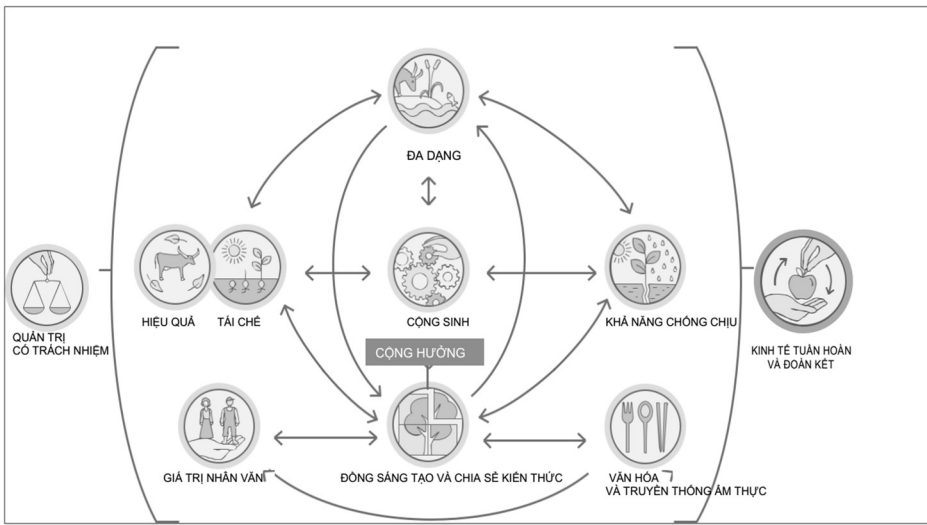 ĐA DẠNG
HIỆU QUẢ
TÁI CHẾ
CỘNG SINH
KHẢ NĂNG CHỐNG CHỊU
QUẢN TRỊ
CÓ TRÁCH NHIỆM
KINH TẾ TUẦN HOÀN
VÀ ĐOÀN KẾT
CỘNG HƯỞNG
GIÁ TRỊ NHÂN VĂN
ĐỒNG SÁNG TẠO VÀ CHIA SẺ KIẾN THỨC
VĂN HÓA
VÀ TRUYỀN THỐNG ẨM THỰC